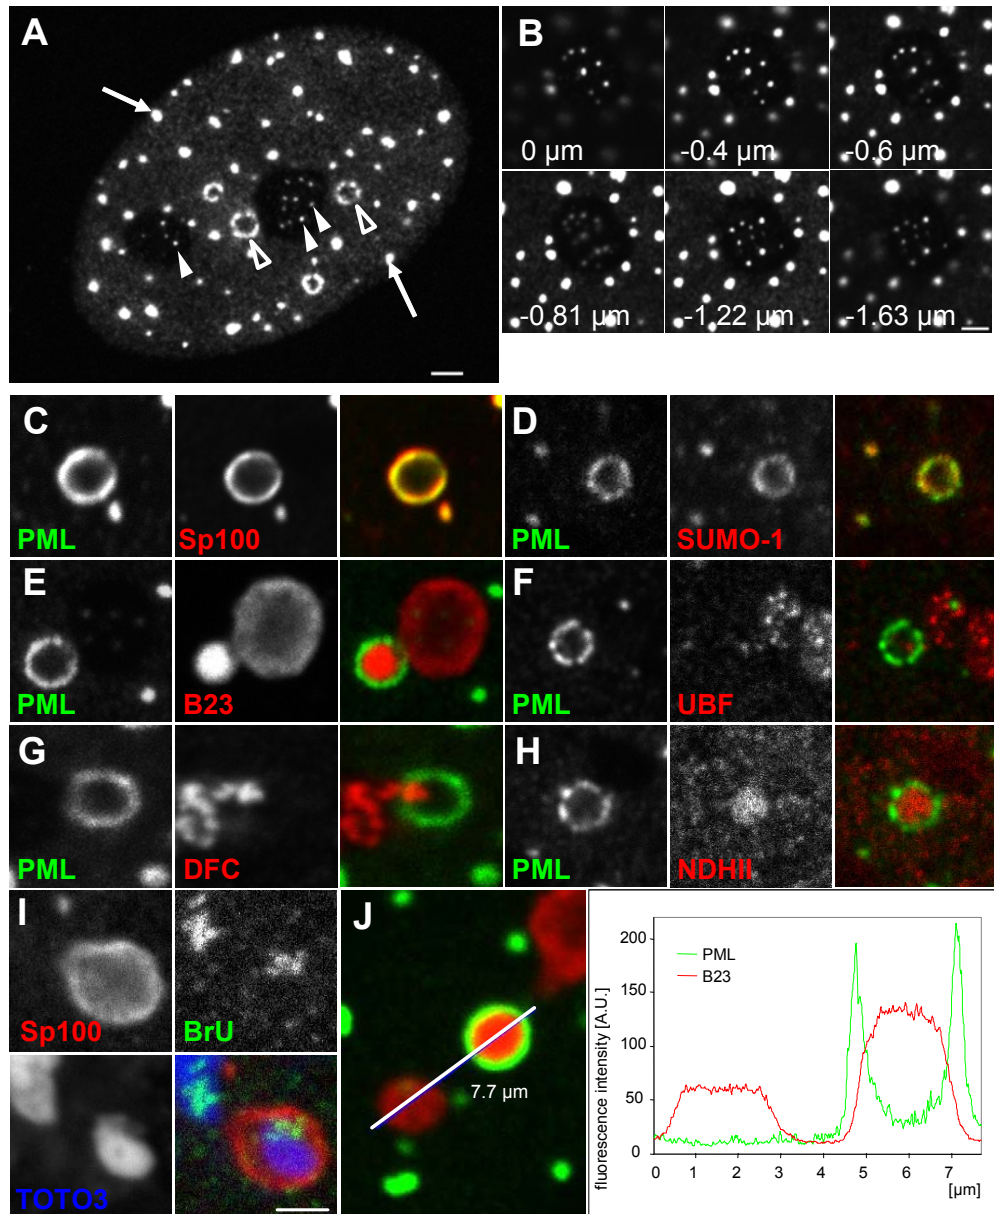 A
B
0 µm
-0.4 µm
-0.6 µm
-0.81 µm
-1.22 µm
-1.63 µm
C
PML
Sp100
D
PML
SUMO-1
E
PML
B23
F
PML
UBF
G
PML
DFC
H
PML
NDHII
I
Sp100
BrU
TOTO3
J
7.7 µm
fluorescence intensity [A.U.]
200
150
100
50
0
PML
B23
0 1 2 3 4 5 6 7
[µm]